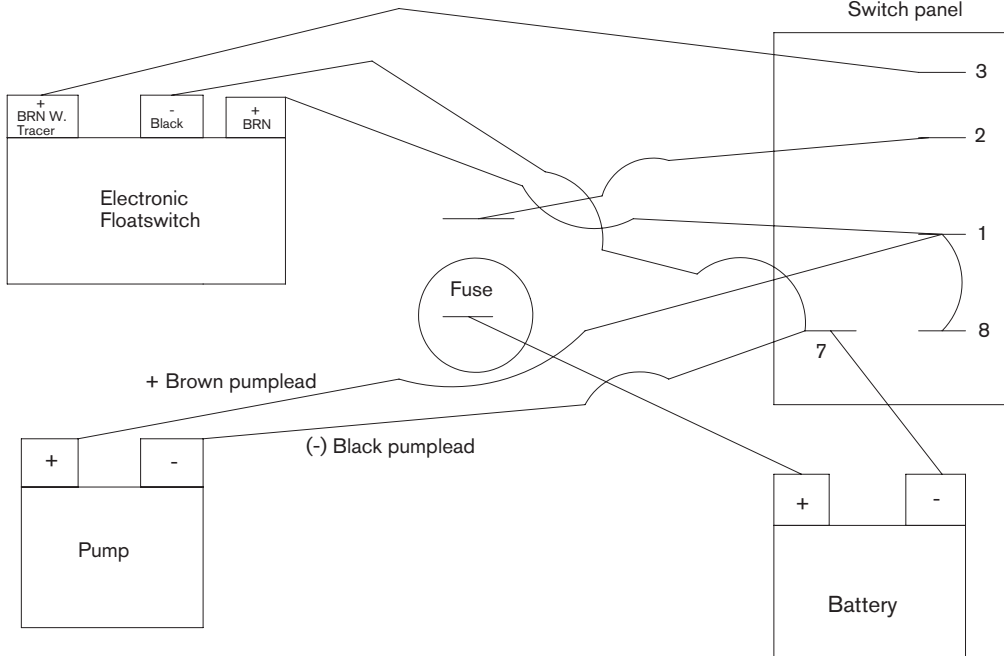 Switch panel
3
+
BRN W.
Tracer
-
Black
+
BRN
2
Electronic
Floatswitch
1
Fuse
8
7
+ Brown pumplead
(-) Black pumplead
+
-
+
-
Pump
Battery